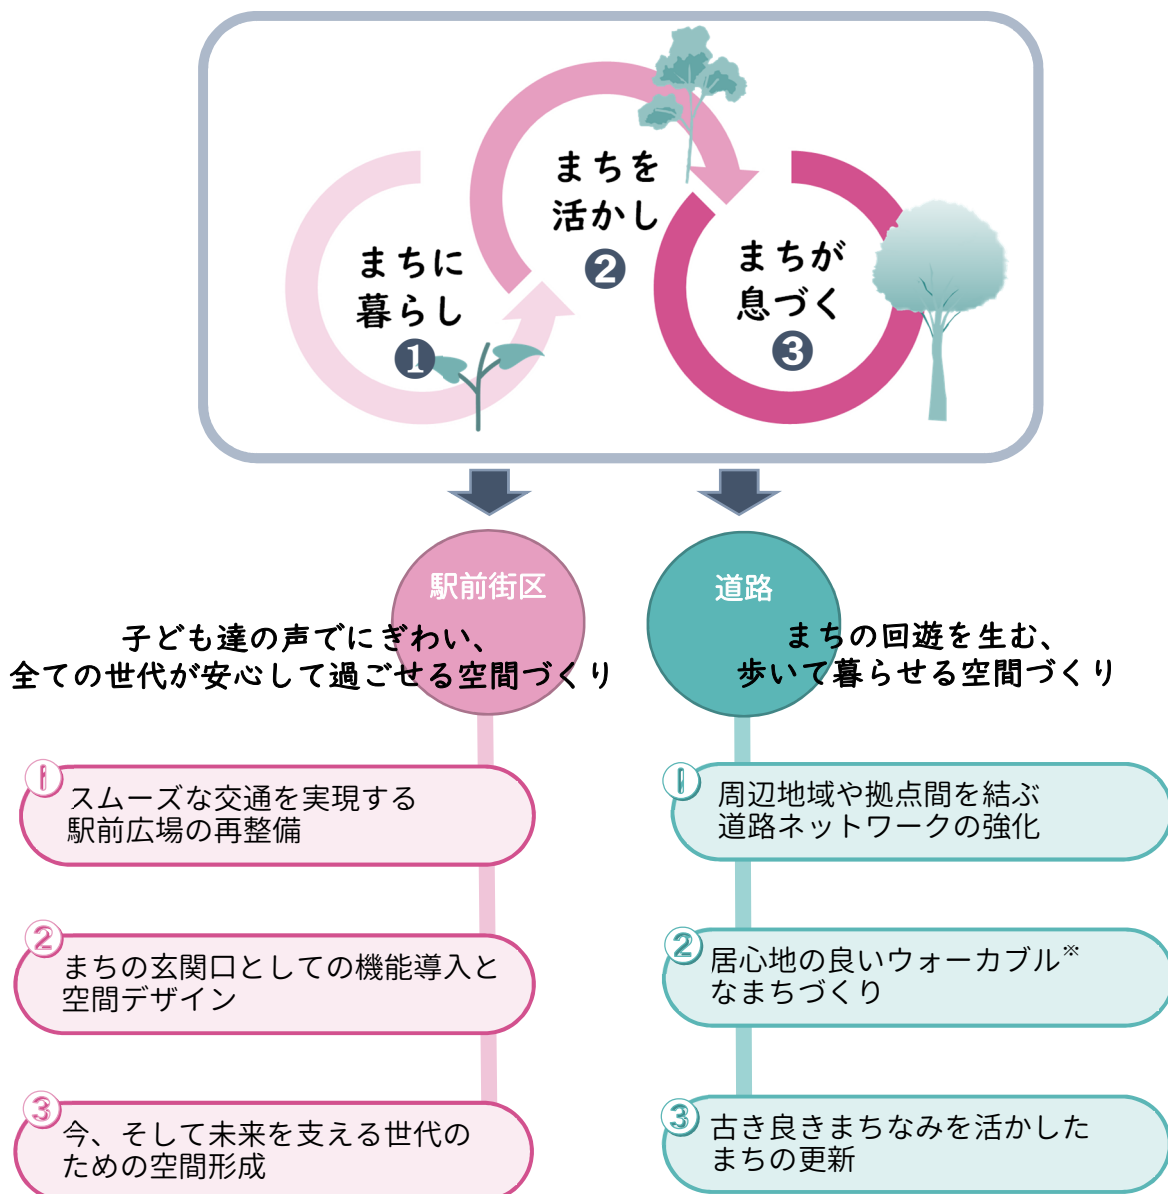 まちに
暮らし
❶
まちを
活かし
❷
まちが
息づく
❸
駅前街区
子ども達の声でにぎわい、
全ての世代が安心して過ごせる空間づくり
①
スムーズな交通を実現する
駅前広場の再整備
②
まちの玄関口としての機能導入と
空間デザイン
③
今、そして未来を支える世代の
ための空間形成
道路
まちの回遊を生む、
歩いて暮らせる空間づくり
①
周辺地域や拠点間を結ぶ
道路ネットワークの強化
②
居心地の良いウォーカブル※
なまちづくり
③
古き良きまちなみを活かした
まちの更新